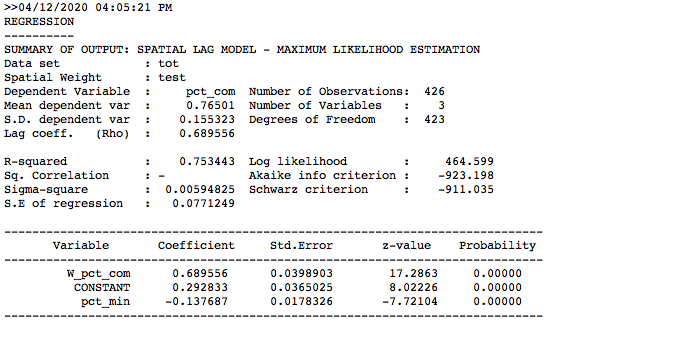 >>04/12/2020 04:05:21 PM
REGRESSION
----------
SUMMARY OF OUTPUT: SPATIAL LAG MODEL - MAXIMUM LIKELIHOOD ESTIMATION
Data set            : tot
Spatial Weight      : test
Dependent Variable  :     pct_com  Number of Observations:  426
Mean dependent var  :     0.76501  Number of Variables   :    3
S.D. dependent var  :    0.155323  Degrees of Freedom    :  423
Lag coeff.   (Rho)  :    0.689556
R-squared           :    0.753443  Log likelihood        :     464.599
Sq. Correlation     : -            Akaike info criterion :    -923.198
Sigma-square        :  0.00594825  Schwarz criterion     :    -911.035
S.E of regression   :   0.0771249
-----------------------------------------------------------------------------
Variable       Coefficient     Std.Error       z-value    Probability
-----------------------------------------------------------------------------
W_pct_com      0.689556      0.0398903       17.2863     0.00000
CONSTANT      0.292833      0.0365025       8.02226     0.00000
pct_min     -0.137687      0.0178326      -7.72104     0.00000
-----------------------------------------------------------------------------